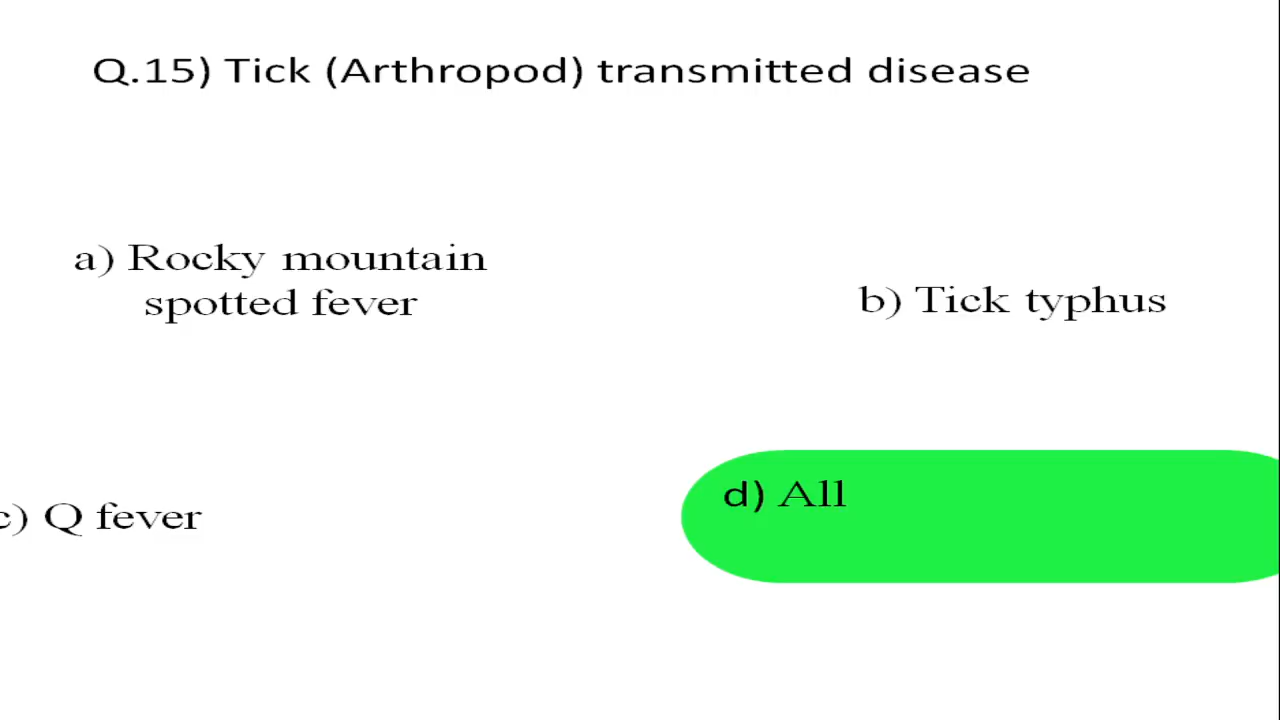 Q.15) Tick (Arthropod) transmitted disease
a) Rocky mountain
spotted fever
b) Tick typhus
c) Q fever
d) All